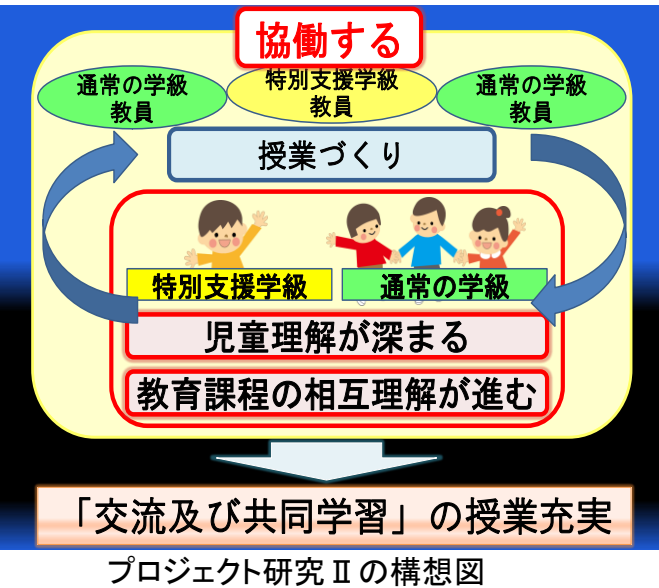 協働する
通常の学級
教員
特別支援学級
教員
通常の学級
教員
授業づくり
特別支援学級
通常の学級
児童理解が深まる
教育課程の相互理解が進む
「交流及び共同学習」の授業充実
プロジェクト研究Ⅱの構想図